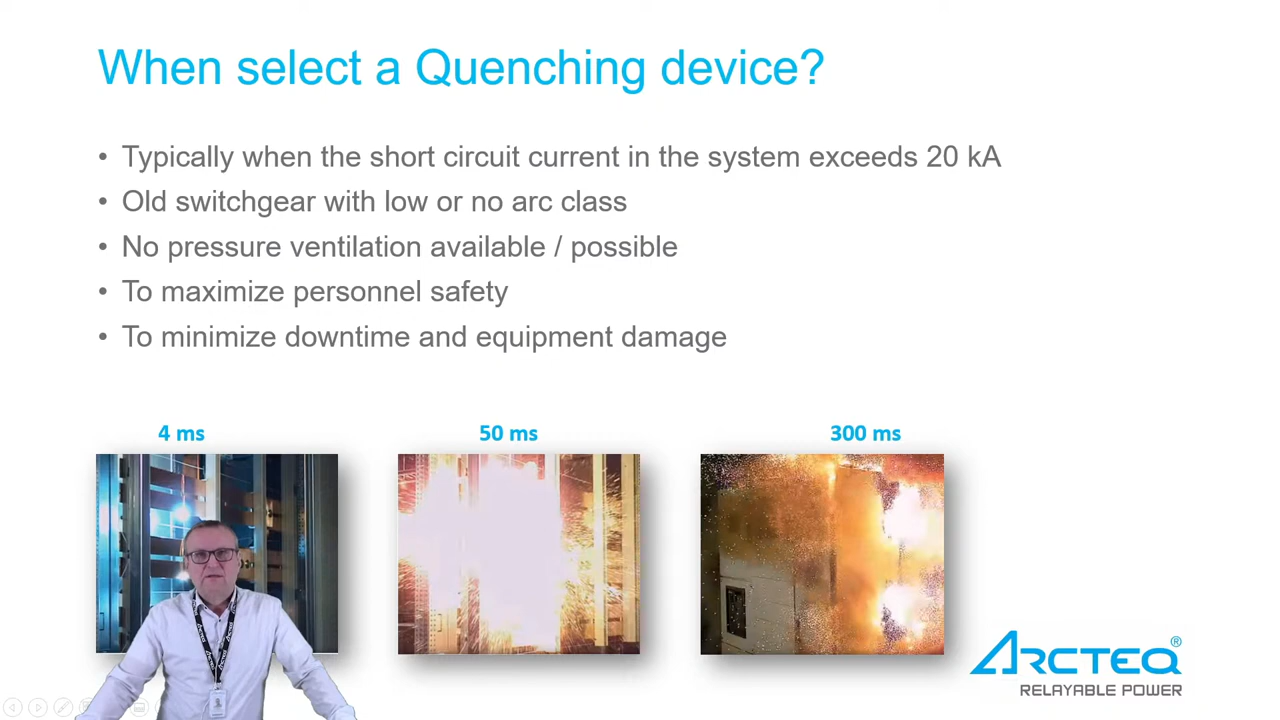 When select a Quenching device?
• Typically when the short circuit current in the system exceeds 20 kA
• Old switchgear with low or no arc class
• No pressure ventilation available / possible
• To maximize personnel safety
• To minimize downtime and equipment damage
4 ms
50 ms
300 ms
ARCTEQ®
RELAYABLE POWER